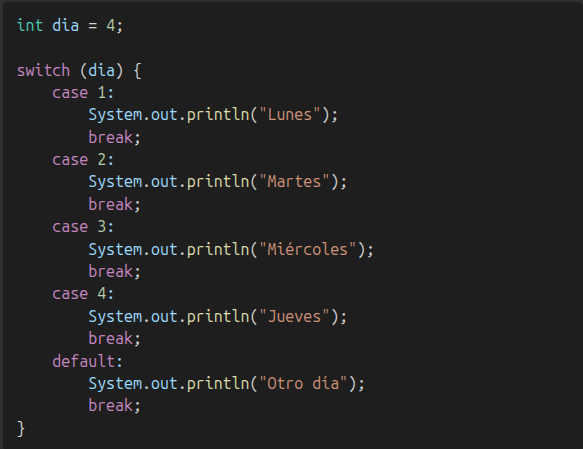 int dia = 4;
switch (dia) {
case 1:
System.out.println("Lunes");
break;
case 2:
System.out.println("Martes");
break;
case 3:
System.out.println("Miércoles");
break;
case 4:
System.out.println("Jueves");
break;
default:
System.out.println("Otro día");
break;
}